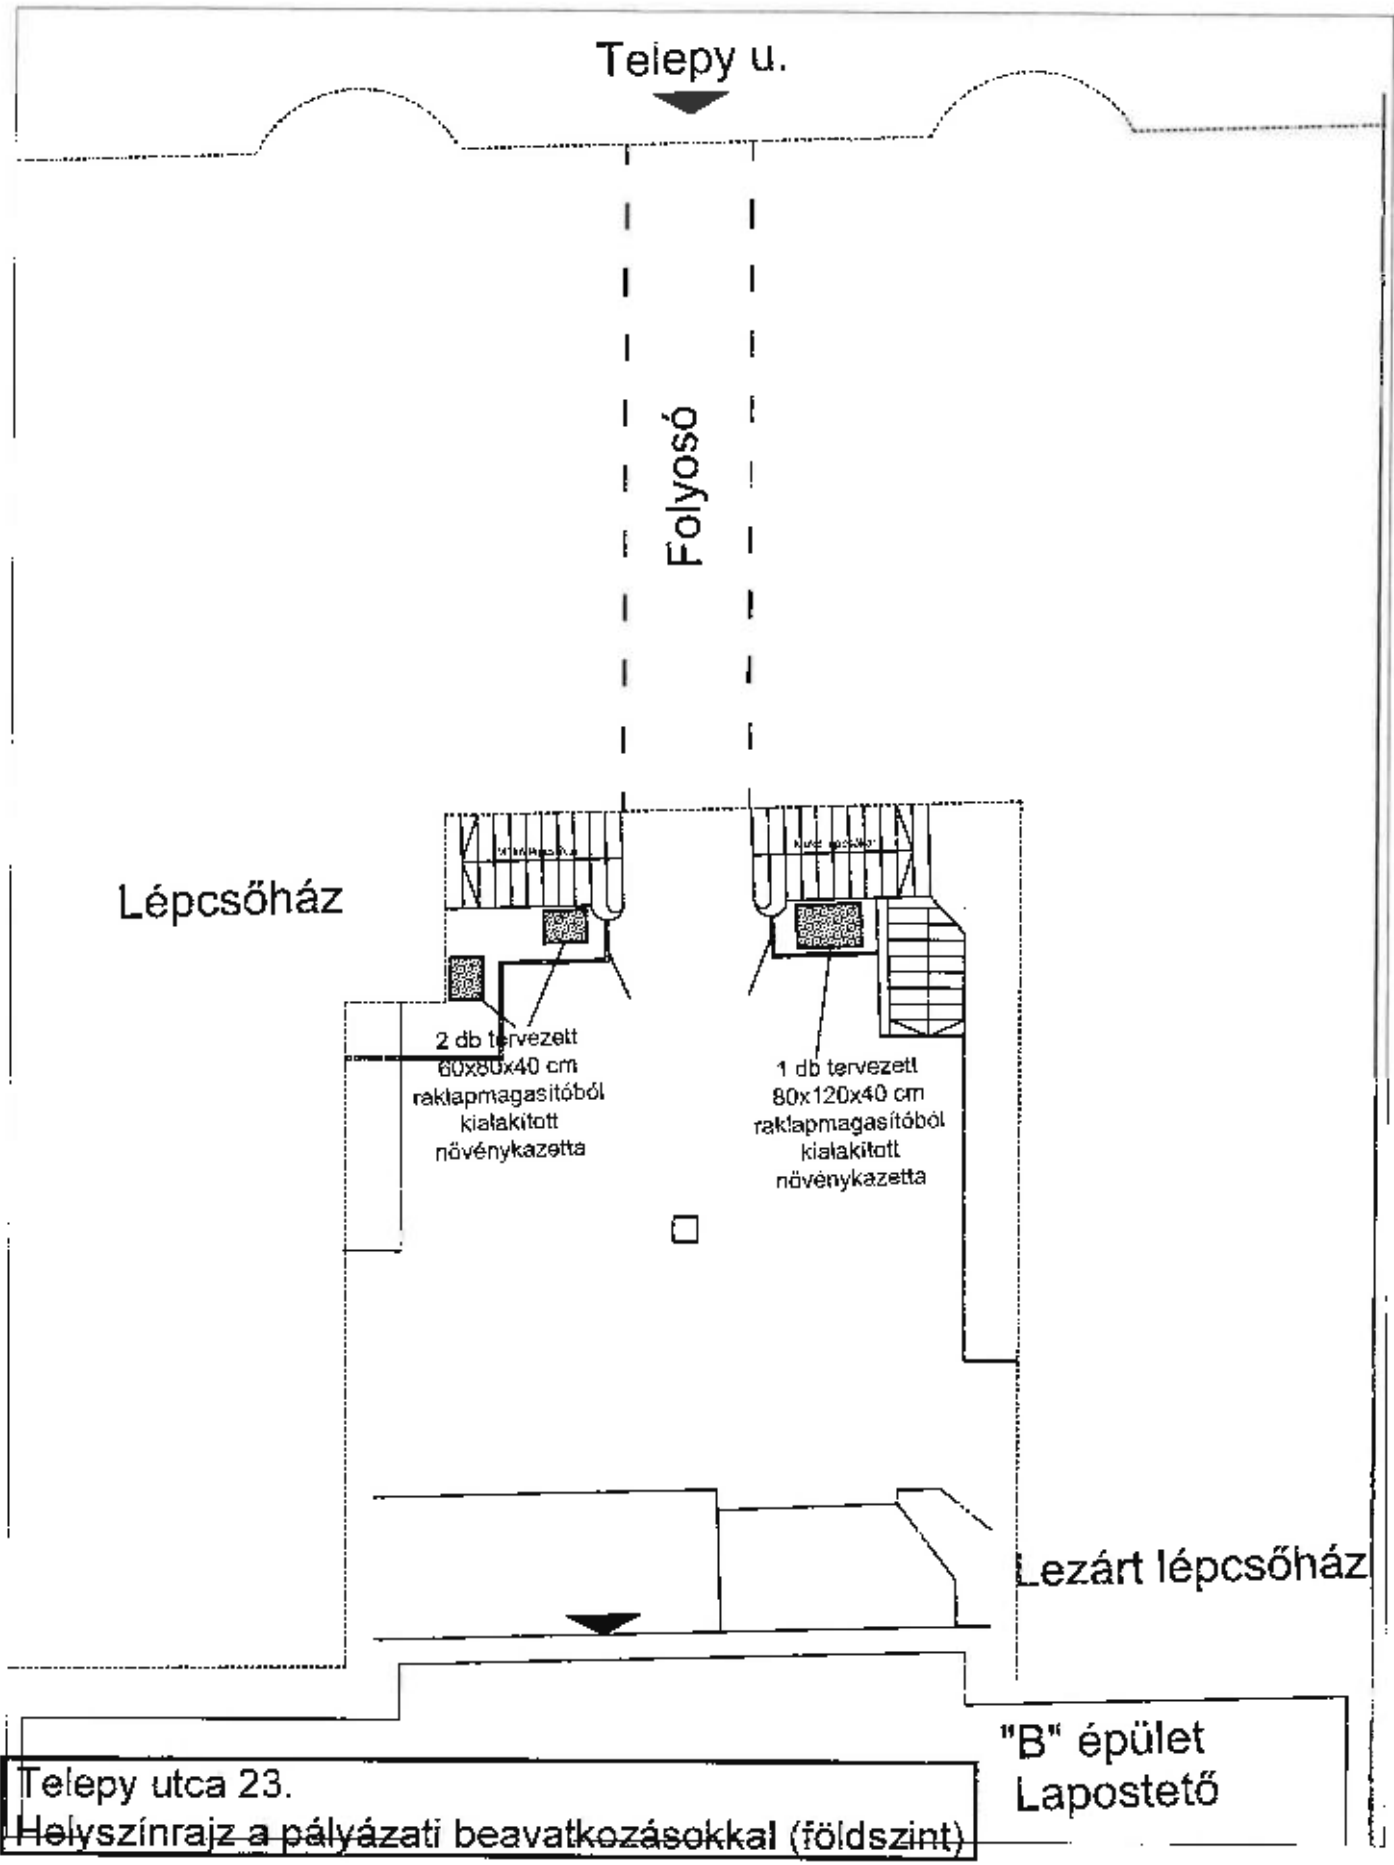 Telepy u.
Folyosó
Lépcsőház
2 db tervezett
60x80x40 cm
raklapmagasítóból
kialakított
növénykazetta
1 db tervezett
80x120x40 cm
raklapmagasítóból
kialakított
növénykazetta
Lezárt lépcsőház
"B" épület
Lapostető
Telepy utca 23.
Helyszínrajz a pályázati beavatkozásokkal (földszint)